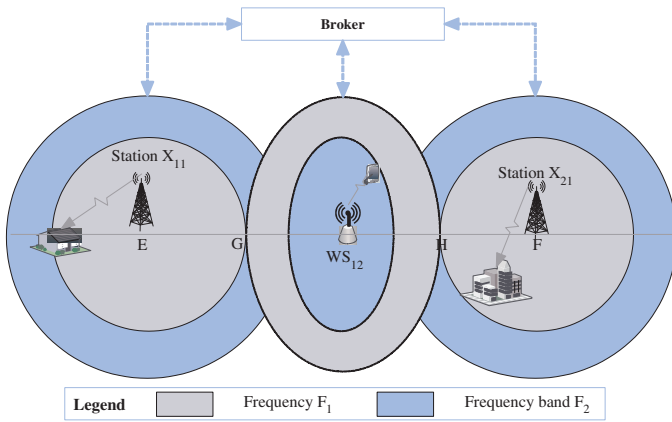 Broker
Station X11
Station X21
E
G
WS12
H
F
Legend
Frequency F1
Frequency band F2